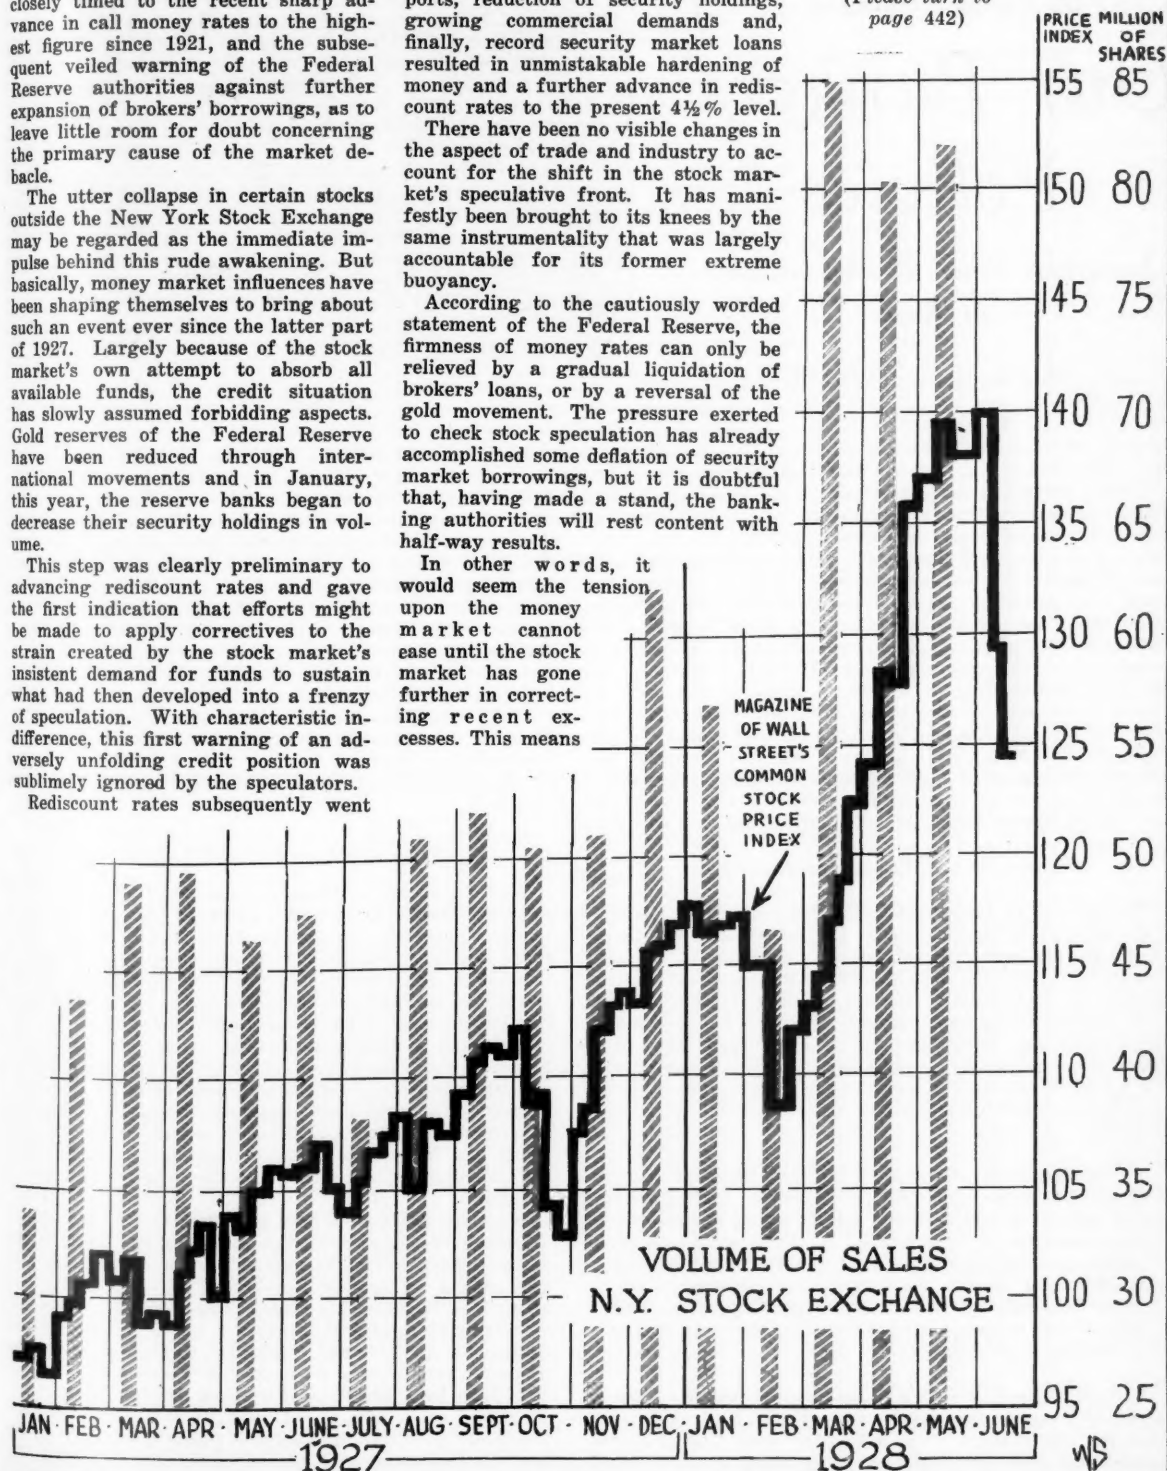 closely timed to the recent sharp ad-
vance in call money rates to the high-
est figure since 1921, and the subse-
quent veiled warning of the Federal
Reserve authorities against further
expansion of brokers' borrowings, as to
leave little room for doubt concerning
the primary cause of the market de-
bacle.
The utter collapse in certain stocks
outside the New York Stock Exchange
may be regarded as the immediate im-
pulse behind this rude awakening. But
basically, money market influences have
been shaping themselves to bring about
such an event ever since the latter part
of 1927. Largely because of the stock
market's own attempt to absorb all
available funds, the credit situation
has slowly assumed forbidding aspects.
Gold reserves of the Federal Reserve
have been reduced through inter-
national movements and in January,
this year, the reserve banks began to
decrease their security holdings in vol-
ume.
This step was clearly preliminary to
advancing rediscount rates and gave
the first indication that efforts might
be made to apply correctives to the
strain created by the stock market's
insistent demand for funds to sustain
what had then developed into a frenzy
of speculation. With characteristic in-
difference, this first warning of an ad-
versely unfolding credit position was
sublimely ignored by the speculators.
Rediscount rates subsequently went
ports, reduction of security holdings,
growing commercial demands and,
finally, record security market loans
resulted in unmistakable hardening of
money and a further advance in redis-
count rates to the present 4½% level.
There have been no visible changes in
the aspect of trade and industry to ac-
count for the shift in the stock mar-
ket's speculative front. It has mani-
festly been brought to its knees by the
same instrumentality that was largely
accountable for its former extreme
buoyancy.
According to the cautiously worded
statement of the Federal Reserve, the
firmness of money rates can only be
relieved by a gradual liquidation of
brokers' loans, or by a reversal of the
gold movement. The pressure exerted
to check stock speculation has already
accomplished some deflation of security
market borrowings, but it is doubtful
that, having made a stand, the bank-
ing authorities will rest content with
half-way results.
In other words, it
would seem the tension
upon the money
market cannot
ease until the stock
market has gone
further in correct-
ing recent ex-
cesses. This means
(Please turn to
page 442)
PRICE INDEX MILLION OF SHARES
155 85
150 80
145 75
140 70
135 65
130 60
125 55
120 50
115 45
110 40
105 35
100 30
95 25
MAGAZINE
OF WALL
STREET'S
COMMON
STOCK
PRICE
INDEX
VOLUME OF SALES
N.Y. STOCK EXCHANGE
JAN · FEB · MAR · APR · MAY · JUNE · JULY · AUG · SEPT · OCT · NOV · DEC · JAN · FEB · MAR · APR · MAY · JUNE
1927 1928
WS